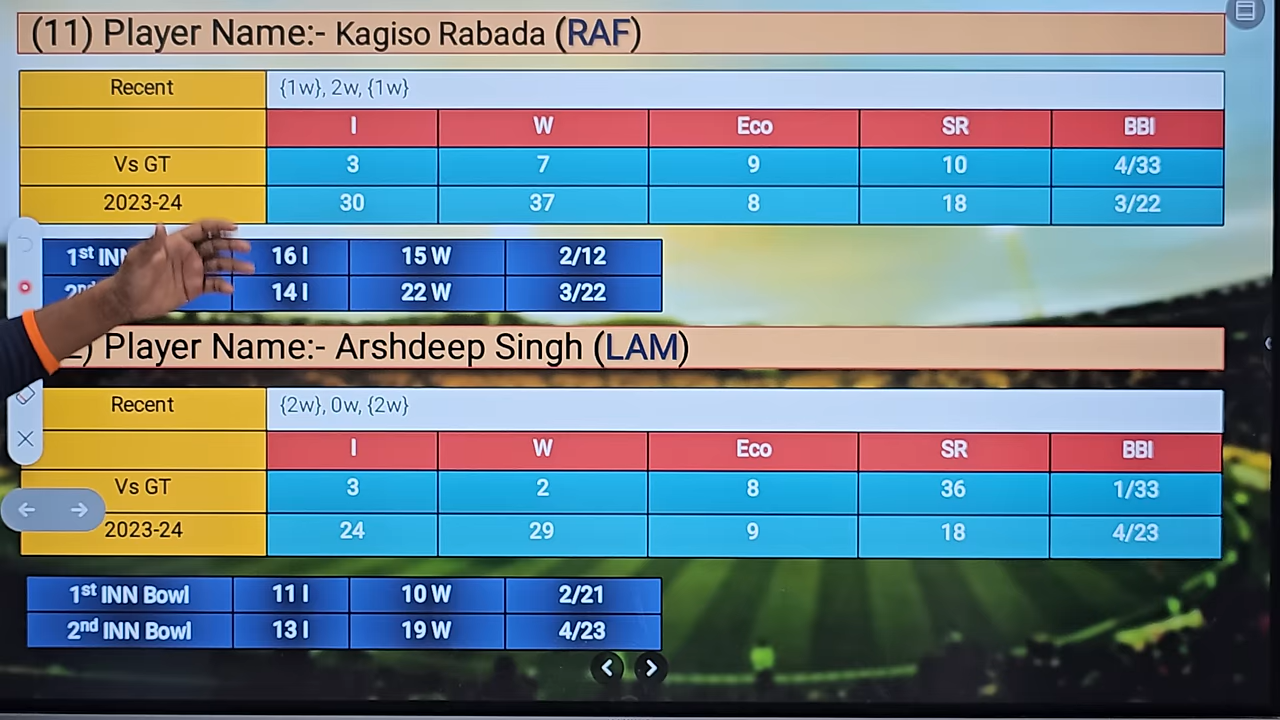 (11) Player Name:- Kagiso Rabada (RAF)
Recent {1w}, 2w, {1w}
I W Eco SR BBI
Vs GT 3 7 9 10 4/33
2023-24 30 37 8 18 3/22
1st 16 I 15 W 2/12
2nd 14 I 22 W 3/22
Player Name:- Arshdeep Singh (LAM)
Recent {2w}, 0w, {2w}
I W Eco SR BBI
Vs GT 3 2 8 36 1/33
2023-24 24 29 9 18 4/23
1st INN Bowl 11 I 10 W 2/21
2nd INN Bowl 13 I 19 W 4/23